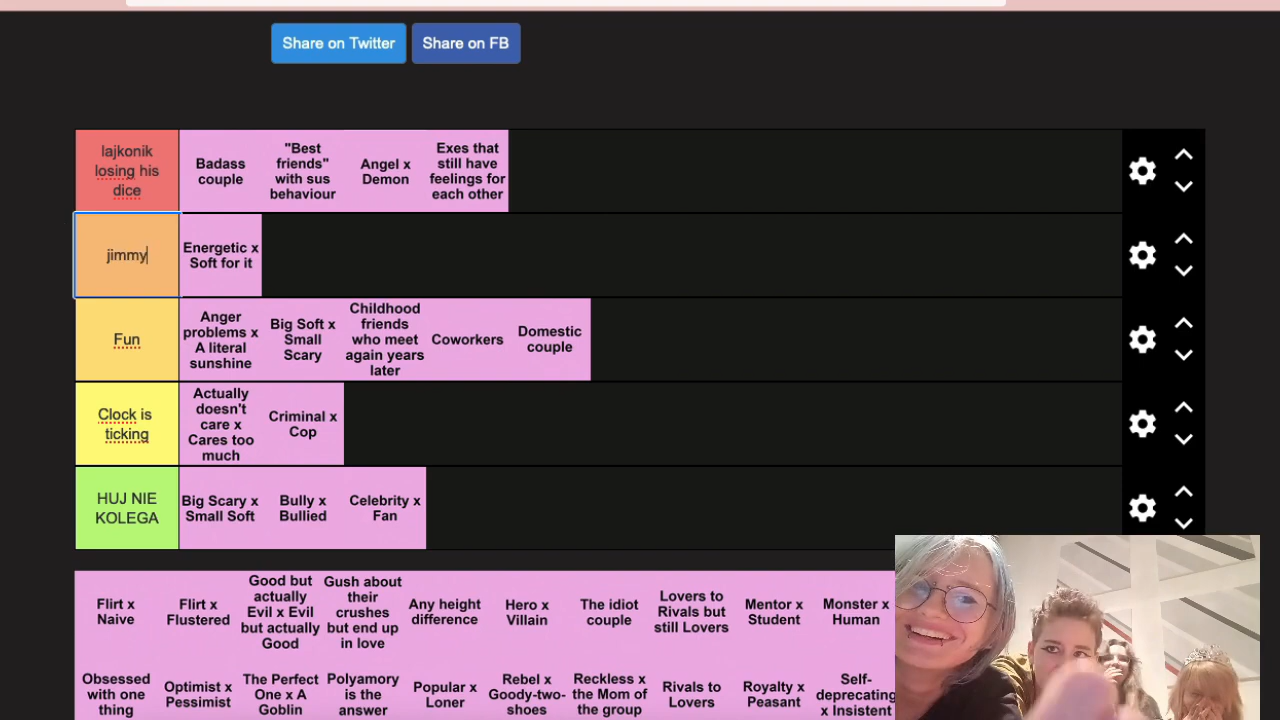 Share on Twitter
Share on FB
lajkonik
losing his
dice
Badass
couple
"Best
friends"
with sus
behaviour
Angel x
Demon
Exes that
still have
feelings for
each other
jimmy
Energetic x
Soft for it
Fun
Anger
problems x
A literal
sunshine
Big Soft x
Small
Scary
Childhood
friends
who meet
again years
later
Coworkers
Domestic
couple
Clock is
ticking
Actually
doesn't
care x
Cares too
much
Criminal x
Cop
HUJ NIE
KOLEGA
Big Scary x
Small Soft
Bully x
Bullied
Celebrity x
Fan
Flirt x
Naive
Flirt x
Flustered
Good but
actually
Evil x Evil
but actually
Good
Gush about
their
crushes
but end up
in love
Any height
difference
Hero x
Villain
The idiot
couple
Lovers to
Rivals but
still Lovers
Mentor x
Student
Monster x
Human
Obsessed
with one
thing
Optimist x
Pessimist
The Perfect
One x A
Goblin
Polyamory
is the
answer
Popular x
Loner
Rebel x
Goody-two-
shoes
Reckless x
the Mom of
the group
Rivals to
Lovers
Royalty x
Peasant
Self-
deprecating
x Insistent